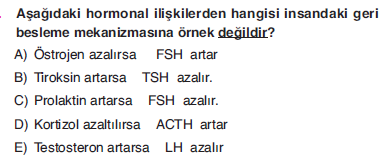 Aşağıdaki hormonal ilişkilerden hangisi insandaki geri
besleme mekanizmasına örnek değildir?
A) Östrojen azalırsa FSH artar
B) Tiroksin artarsa TSH azalır.
C) Prolaktin artarsa FSH azalır.
D) Kortizol azaltılırsa ACTH artar
E) Testosteron artarsa LH azalır